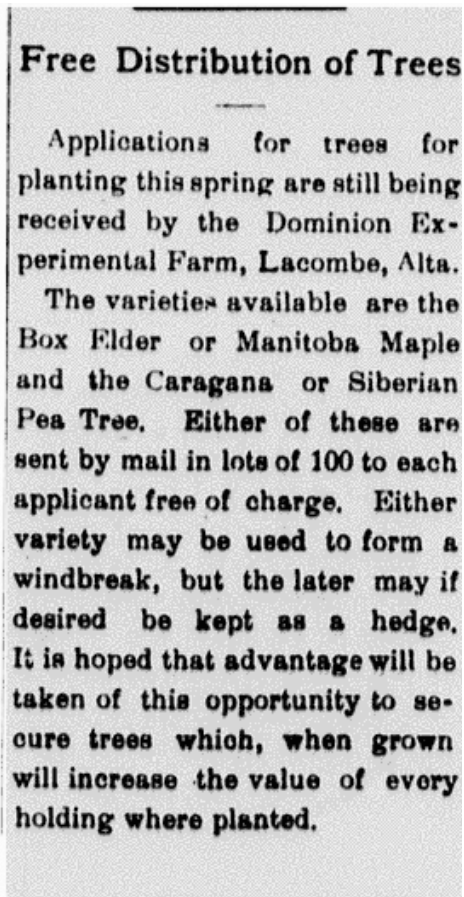 Free Distribution of Trees
Applications for trees for
planting this spring are still being
received by the Dominion Ex-
perimental Farm, Lacombe, Alta.
The varieties available are the
Box Elder or Manitoba Maple
and the Caragana or Siberian
Pea Tree. Either of these are
sent by mail in lots of 100 to each
applicant free of charge. Either
variety may be used to form a
windbreak, but the later may if
desired be kept as a hedge.
It is hoped that advantage will be
taken of this opportunity to se-
cure trees which, when grown
will increase the value of every
holding where planted.